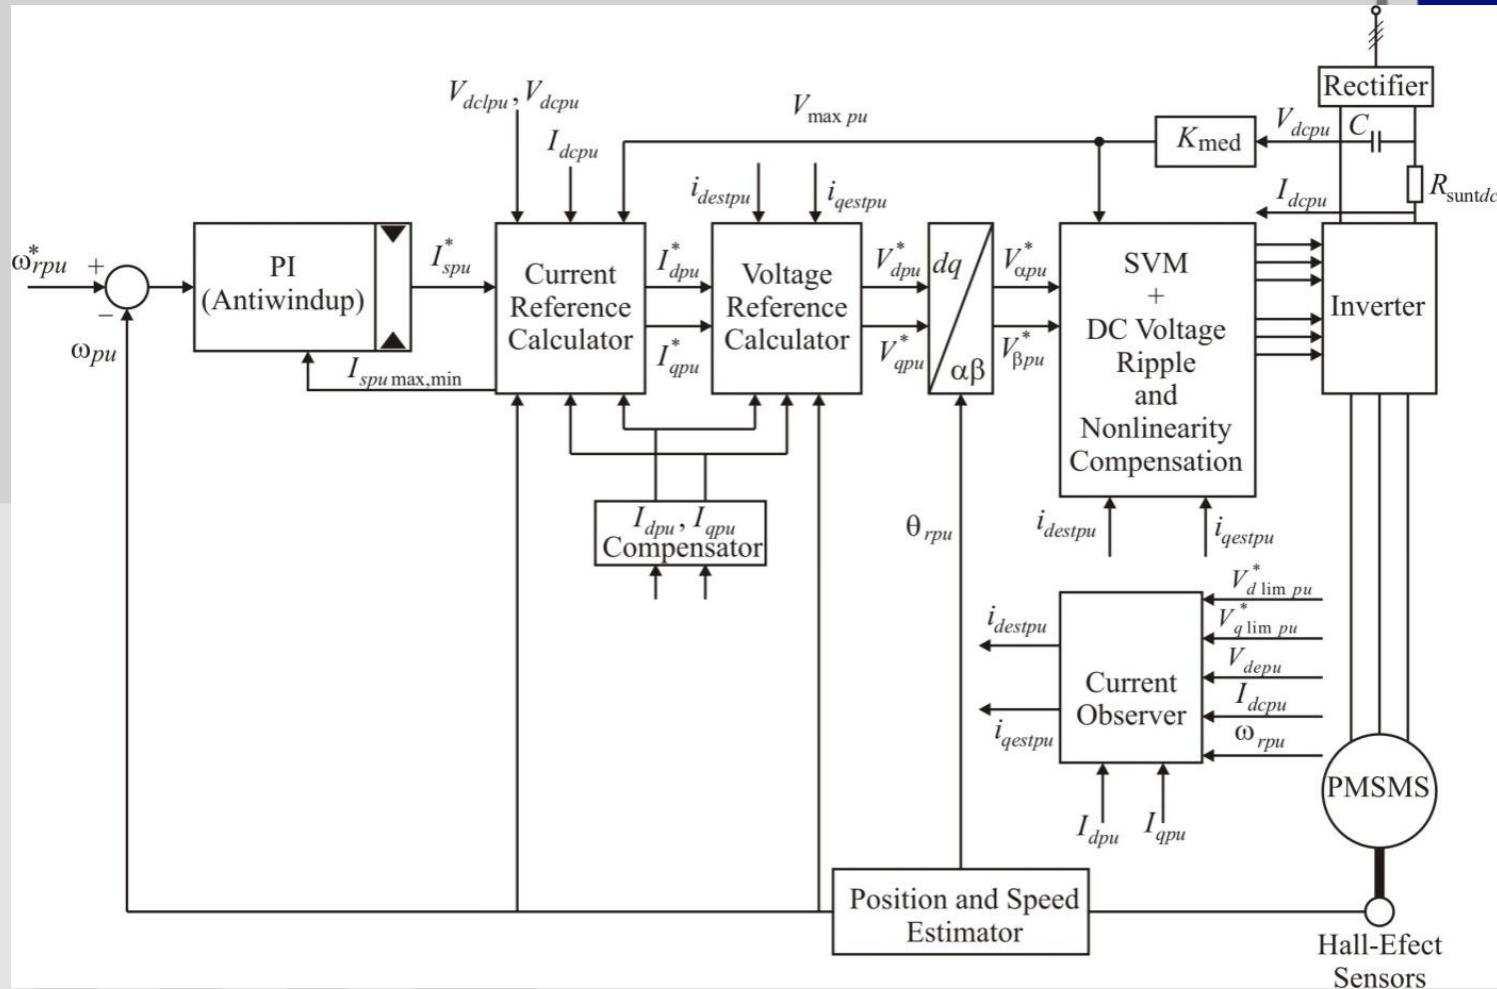 Rectifier
V_dclpu, V_dcpu
V_max pu
V_dcpu
C
K_med
I_dcpu
R_suntdc
I_dcpu
i_destpu
i_qestpu
ω*_rpu
+
−
ω_pu
PI
(Antiwindup)
I*_spu
I_spu max,min
Current
Reference
Calculator
I*_dpu
I*_qpu
Voltage
Reference
Calculator
V*_dpu
V*_qpu
dq
αβ
V*_αpu
V*_βpu
SVM
+
DC Voltage
Ripple
and
Nonlinearity
Compensation
Inverter
I_dpu, I_qpu
Compensator
θ_rpu
i_destpu
i_qestpu
i_destpu
i_qestpu
Current
Observer
V*_d lim pu
V*_q lim pu
V_depu
I_dcpu
ω_rpu
I_dpu
I_qpu
PMSMS
Position and Speed
Estimator
Hall-Efect
Sensors